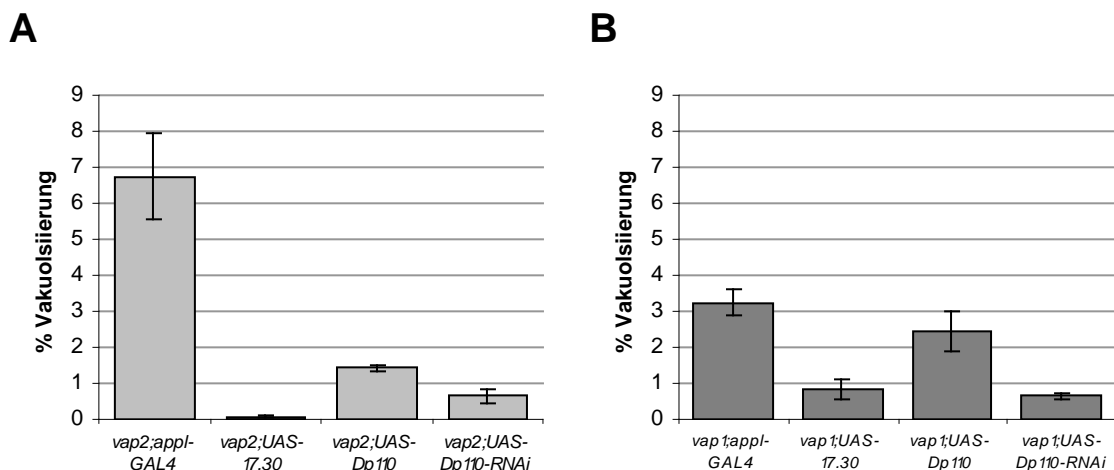 A
B
% Vakuolsiierung
9
8
7
6
5
4
3
2
1
0
vap2;appl-
GAL4
vap2;UAS-
17.30
vap2;UAS-
Dp110
vap2;UAS-
Dp110-RNAi
% Vakuolsiierung
9
8
7
6
5
4
3
2
1
0
vap1;appl-
GAL4
vap1;UAS-
17.30
vap1;UAS-
Dp110
vap1;UAS-
Dp110-RNAi